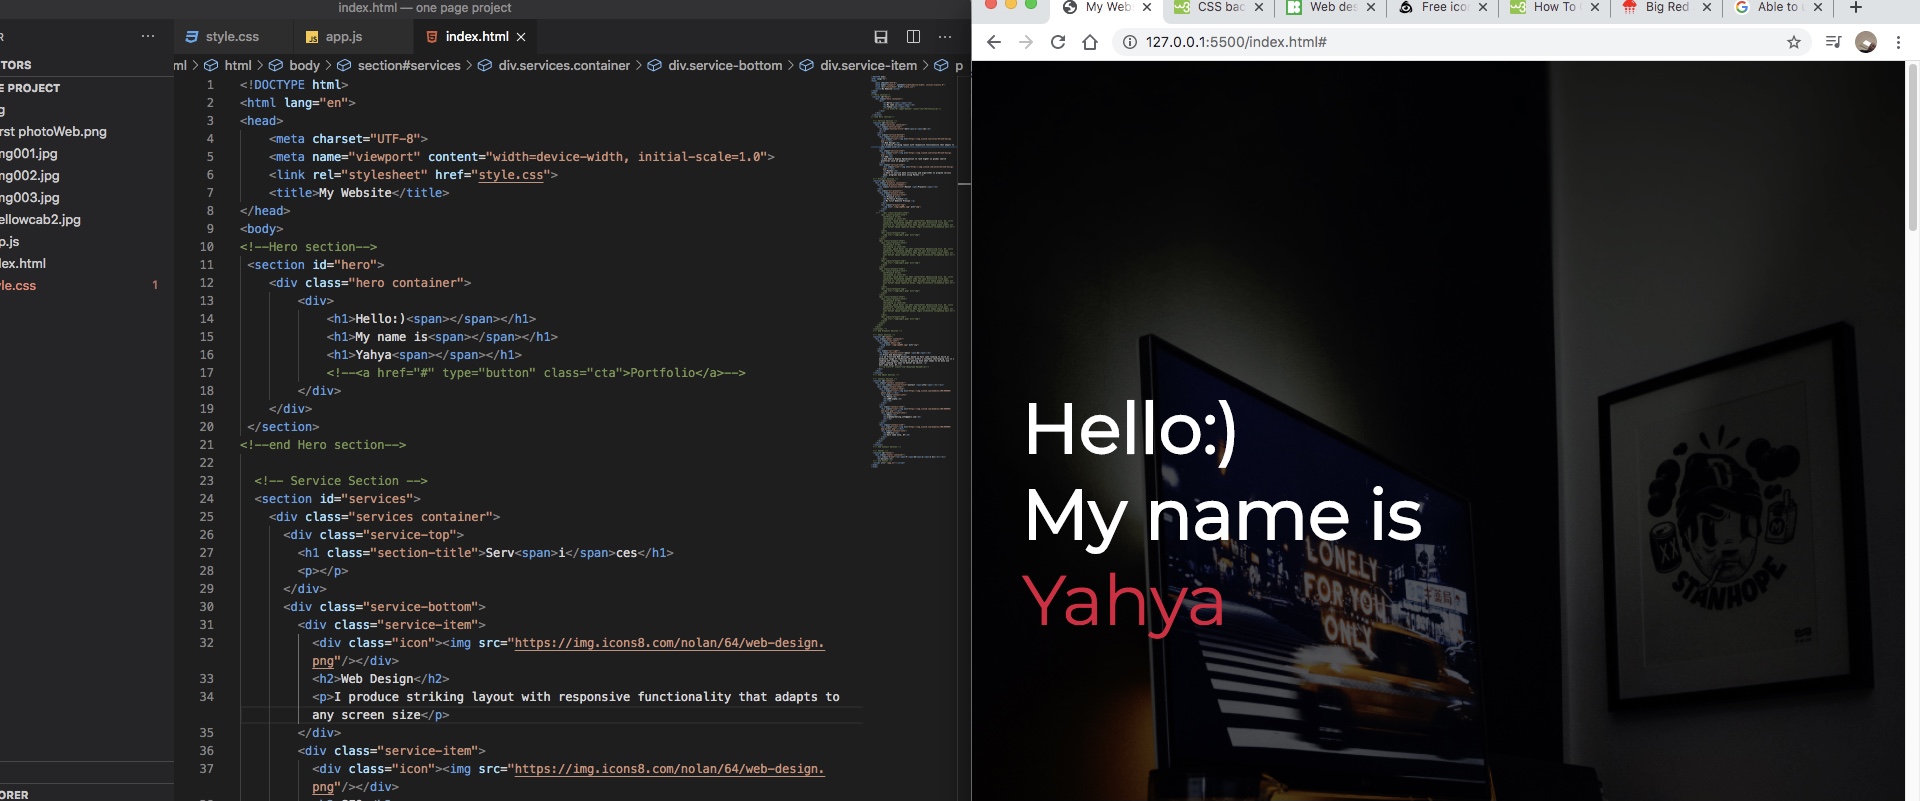 index.html — one page project
style.css
app.js
index.html
ml > html > body > section#services > div.services.container > div.service-bottom > div.service-item > p
TORS
E PROJECT
g
rst photoWeb.png
mg001.jpg
mg002.jpg
mg003.jpg
ellowcab2.jpg
p.js
dex.html
le.css 1
ORER
1 <!DOCTYPE html>
2 <html lang="en">
3 <head>
4 <meta charset="UTF-8">
5 <meta name="viewport" content="width=device-width, initial-scale=1.0">
6 <link rel="stylesheet" href="style.css">
7 <title>My Website</title>
8 </head>
9 <body>
10 <!--Hero section-->
11 <section id="hero">
12 <div class="hero container">
13 <div>
14 <h1>Hello:)<span></span></h1>
15 <h1>My name is<span></span></h1>
16 <h1>Yahya<span></span></h1>
17 <!--<a href="#" type="button" class="cta">Portfolio</a>-->
18 </div>
19 </div>
20 </section>
21 <!--end Hero section-->
22
23 <!-- Service Section -->
24 <section id="services">
25 <div class="services container">
26 <div class="service-top">
27 <h1 class="section-title">Serv<span>i</span>ces</h1>
28 <p></p>
29 </div>
30 <div class="service-bottom">
31 <div class="service-item">
32 <div class="icon"><img src="https://img.icons8.com/nolan/64/web-design.
png"/></div>
33 <h2>Web Design</h2>
34 <p>I produce striking layout with responsive functionality that adapts to
any screen size</p>
35 </div>
36 <div class="service-item">
37 <div class="icon"><img src="https://img.icons8.com/nolan/64/web-design.
png"/></div>
My Web
CSS bac
Web des
Free ico
How To
Big Red
Able to
127.0.0.1:5500/index.html#
Hello:)
My name is
Yahya
LONELY
FOR YOU
ONLY
XX
M
STANHOPE